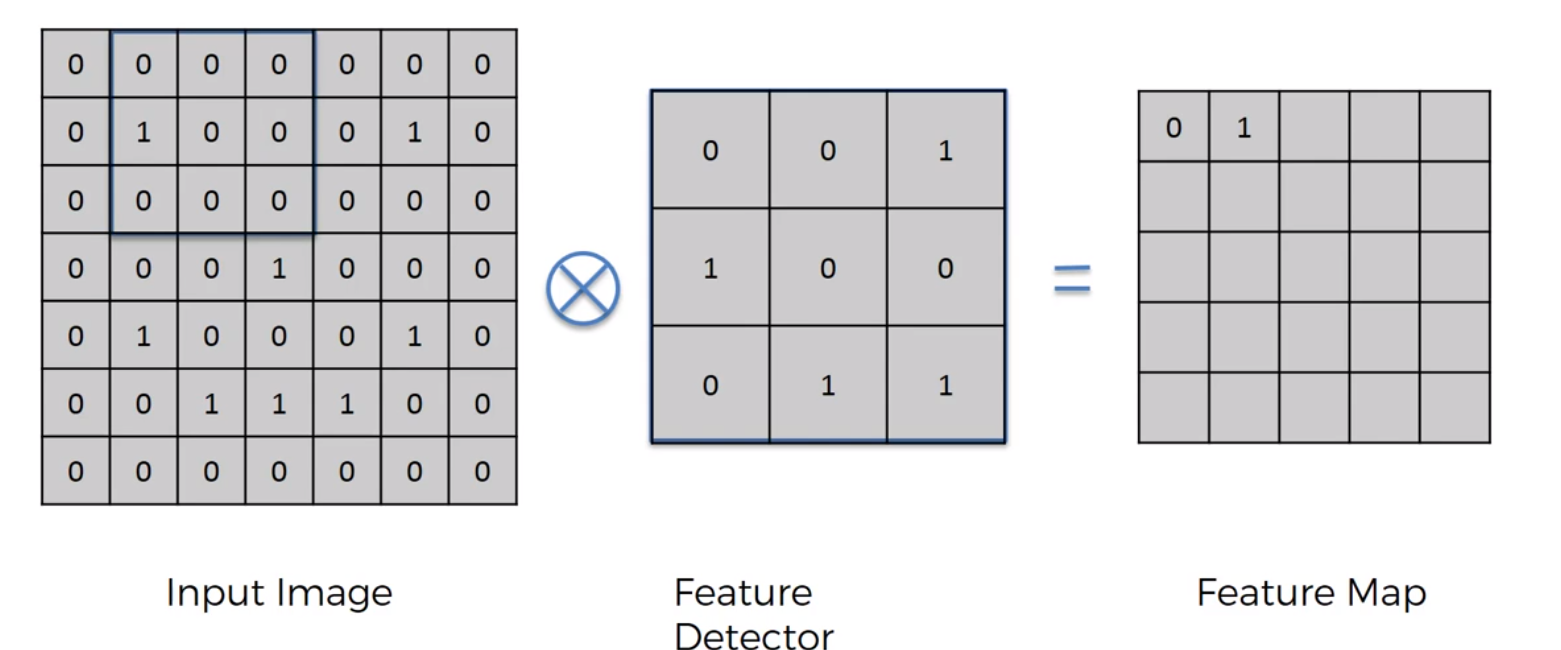 0 0 0 0 0 0 0
0 1 0 0 0 1 0
0 0 0 0 0 0 0
0 0 0 1 0 0 0
0 1 0 0 0 1 0
0 0 1 1 1 0 0
0 0 0 0 0 0 0
0 0 1
1 0 0
0 1 1
=
0 1
Input Image
Feature
Detector
Feature Map